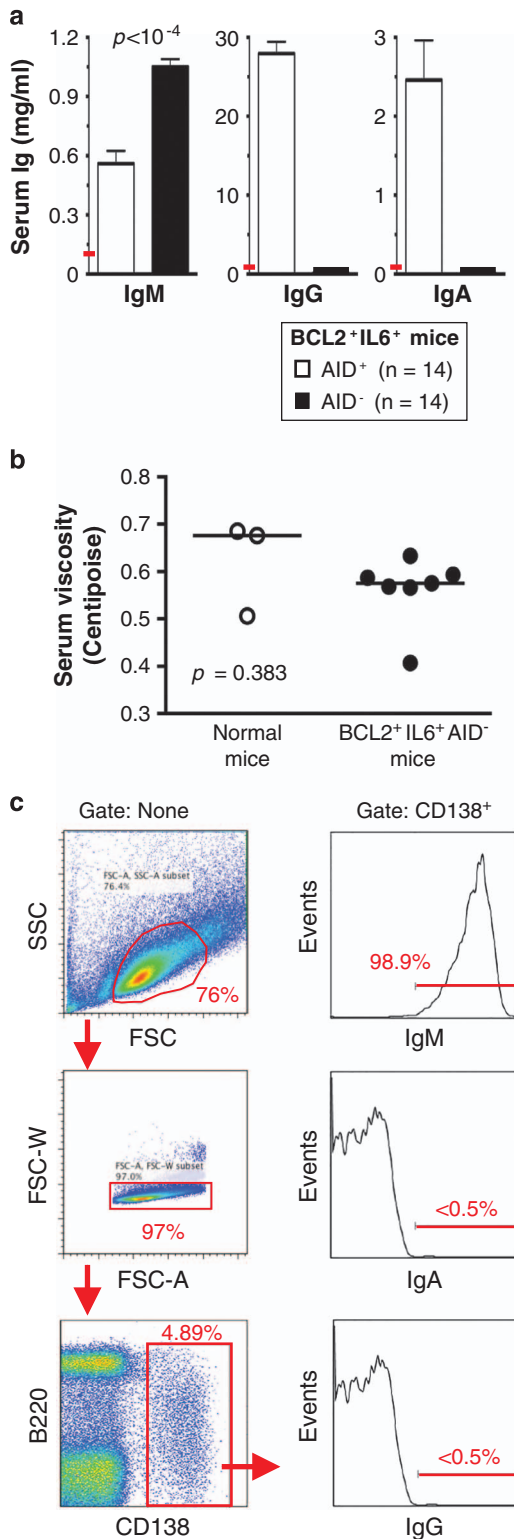 a
p<10⁻⁴
Serum Ig (mg/ml)
1.2
0.9
0.6
0.3
0
IgM
30
20
10
0
IgG
3
2
1
0
IgA
BCL2⁺IL6⁺ mice
AID⁺ (n = 14)
AID⁻ (n = 14)
b
Serum viscosity
(Centipoise)
0.8
0.7
0.6
0.5
0.4
0.3
p = 0.383
Normal
mice
BCL2⁺IL6⁺AID⁻
mice
c
Gate: None
SSC
FSC-A, SSC-A subset
76.4%
76%
FSC
Gate: CD138⁺
Events
98.9%
IgM
FSC-W
FSC-A, FSC-W subset
97.0%
97%
FSC-A
Events
<0.5%
IgA
B220
4.89%
CD138
Events
<0.5%
IgG